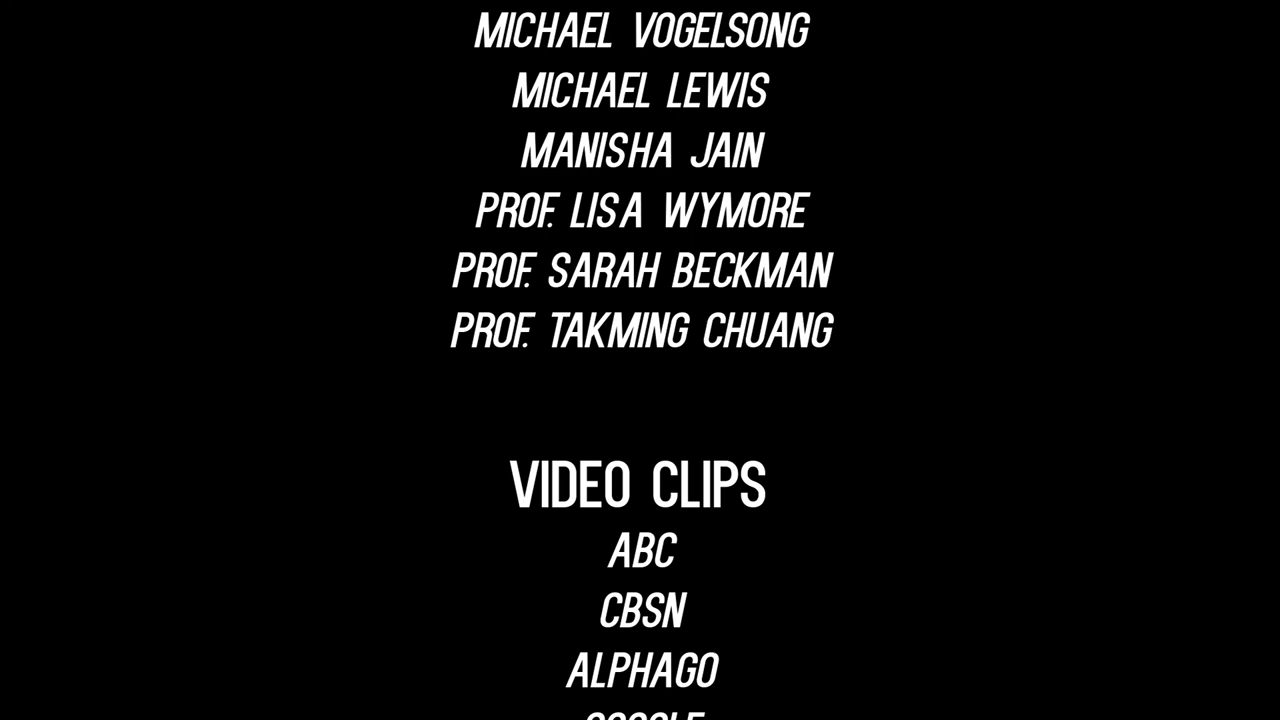 MICHAEL VOGELSONG
MICHAEL LEWIS
MANISHA JAIN
PROF. LISA WYMORE
PROF. SARAH BECKMAN
PROF. TAKMING CHUANG
VIDEO CLIPS
ABC
CBSN
ALPHAGO